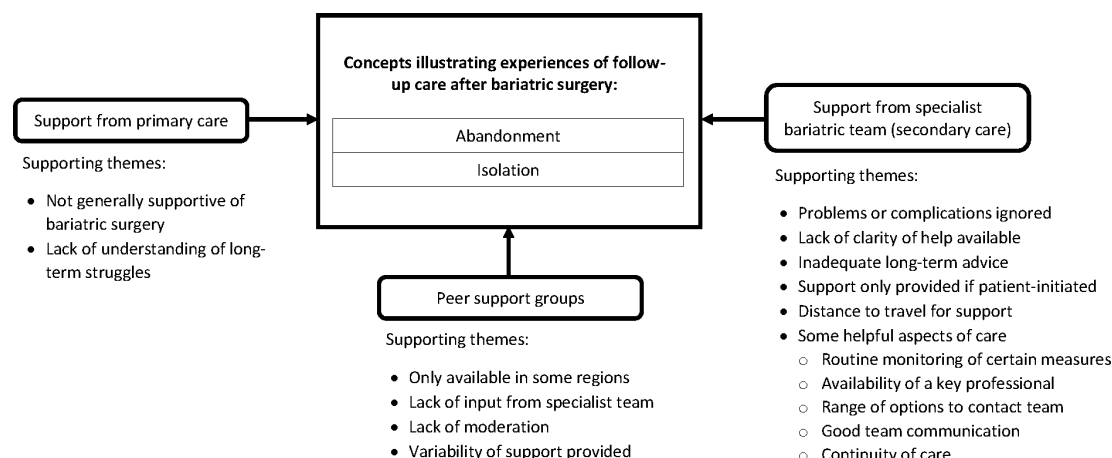 Concepts illustrating experiences of follow-
up care after bariatric surgery:
Abandonment
Isolation
Support from primary care
Supporting themes:
• Not generally supportive of
bariatric surgery
• Lack of understanding of long-
term struggles
Peer support groups
Supporting themes:
• Only available in some regions
• Lack of input from specialist team
• Lack of moderation
• Variability of support provided
Support from specialist
bariatric team (secondary care)
Supporting themes:
• Problems or complications ignored
• Lack of clarity of help available
• Inadequate long-term advice
• Support only provided if patient-initiated
• Distance to travel for support
• Some helpful aspects of care
○ Routine monitoring of certain measures
○ Availability of a key professional
○ Range of options to contact team
○ Good team communication
○ Continuity of care